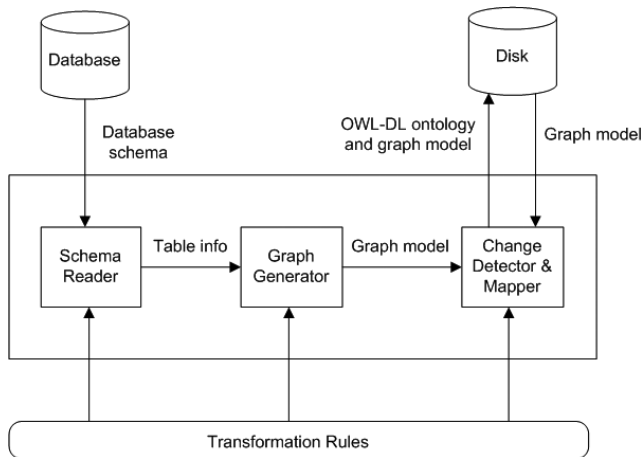 Database
Disk
Database
schema
OWL-DL ontology
and graph model
Graph model
Schema
Reader
Table info
Graph
Generator
Graph model
Change
Detector &
Mapper
Transformation Rules